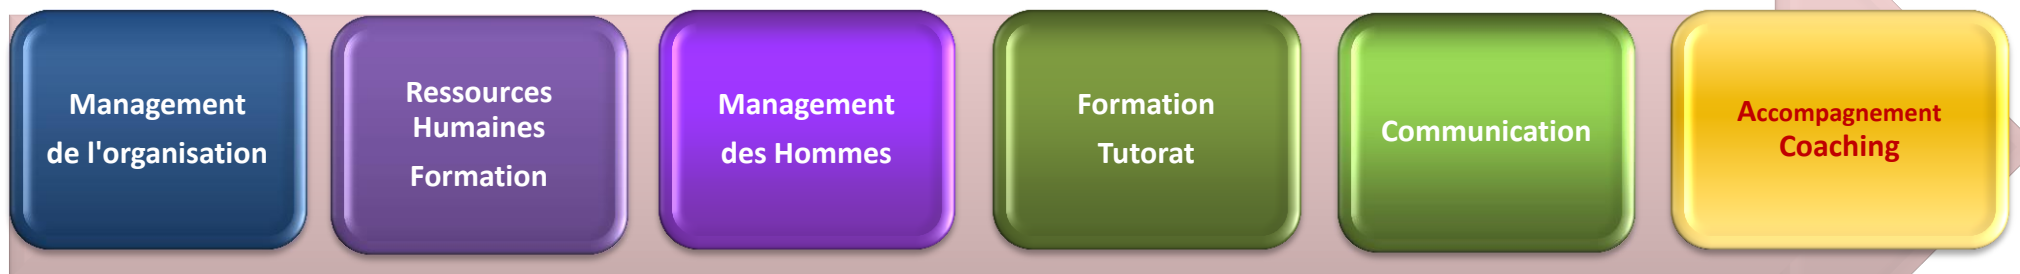 Management
de l'organisation
Ressources
Humaines
Formation
Management
des Hommes
Formation
Tutorat
Communication
Accompagnement
Coaching